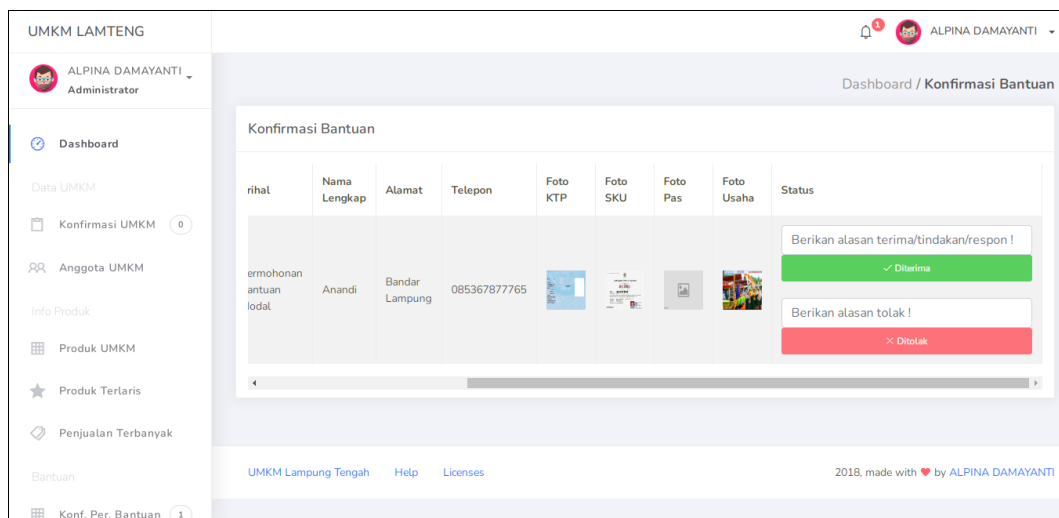 UMKM LAMTENG
1
ALPINA DAMAYANTI
ALPINA DAMAYANTI
Administrator
Dashboard / Konfirmasi Bantuan
Dashboard
Data UMKM
Konfirmasi UMKM 0
Anggota UMKM
Info Produk
Produk UMKM
Produk Terlaris
Penjualan Terbanyak
Bantuan
Konf. Per. Bantuan 1
Konfirmasi Bantuan
rihal
Nama
Lengkap
Alamat
Telepon
Foto
KTP
Foto
SKU
Foto
Pas
Foto
Usaha
Status
ermohonan
antuan
lodal
Anandi
Bandar
Lampung
085367877765
Berikan alasan terima/tindakan/respon !
Diterima
Berikan alasan tolak !
Ditolak
UMKM Lampung Tengah Help Licenses
2018, made with ❤ by ALPINA DAMAYANTI